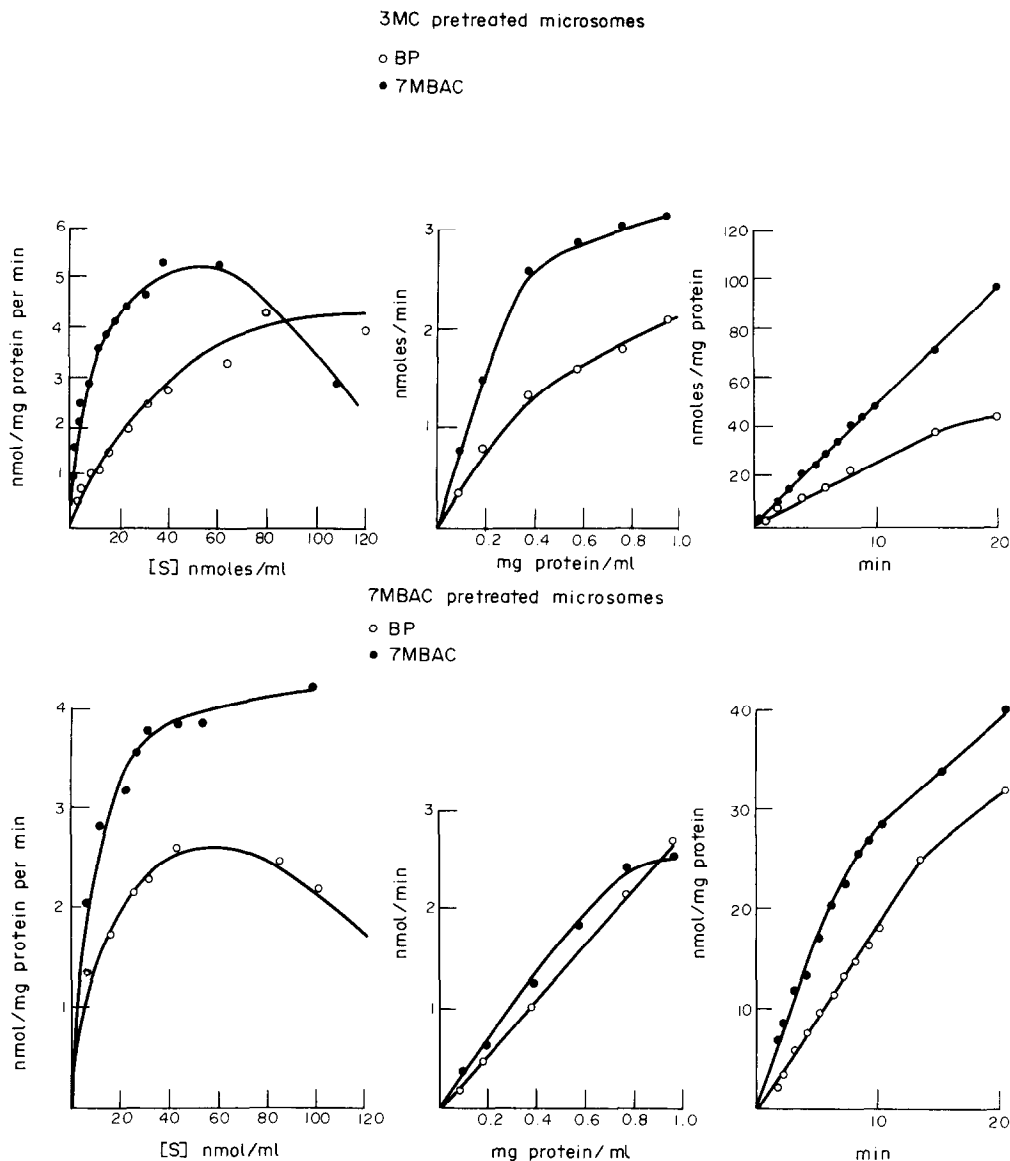 3MC pretreated microsomes
○ BP
● 7MBAC
nmol/mg protein per min
6
5
4
3
2
1
20 40 60 80 100 120
[S] nmoles/ml
nmoles/min
3
2
1
0.2 0.4 0.6 0.8 1.0
mg protein/ml
nmoles/mg protein
120
100
80
60
40
20
10 20
min
7MBAC pretreated microsomes
○ BP
● 7MBAC
nmol/mg protein per min
4
3
2
1
20 40 60 80 100 120
[S] nmol/ml
nmol/min
3
2
1
0.2 0.4 0.6 0.8 1.0
mg protein/ml
nmol/mg protein
40
30
20
10
10 20
min